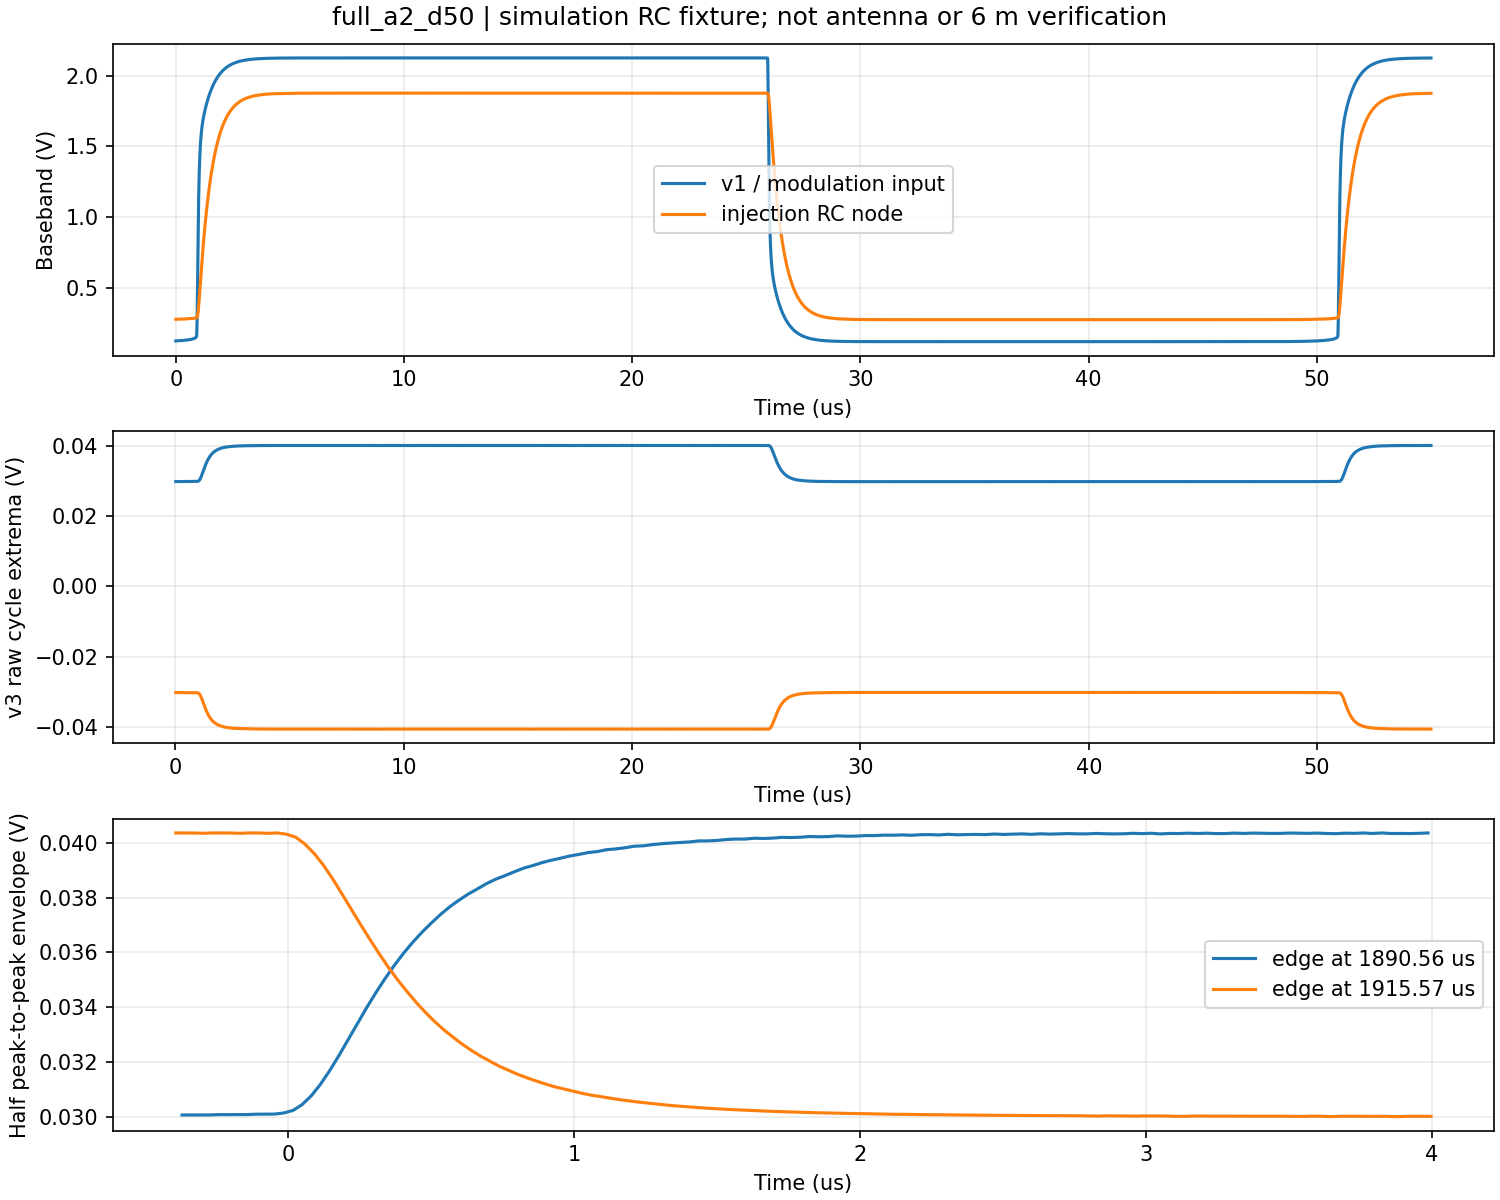 full_a2_d50 | simulation RC fixture; not antenna or 6 m verification
Baseband (V)
2.0
1.5
1.0
0.5
v1 / modulation input
injection RC node
0 10 20 30 40 50
Time (us)
v3 raw cycle extrema (V)
0.04
0.02
0.00
−0.02
−0.04
0 10 20 30 40 50
Time (us)
Half peak-to-peak envelope (V)
0.040
0.038
0.036
0.034
0.032
0.030
edge at 1890.56 us
edge at 1915.57 us
0 1 2 3 4
Time (us)